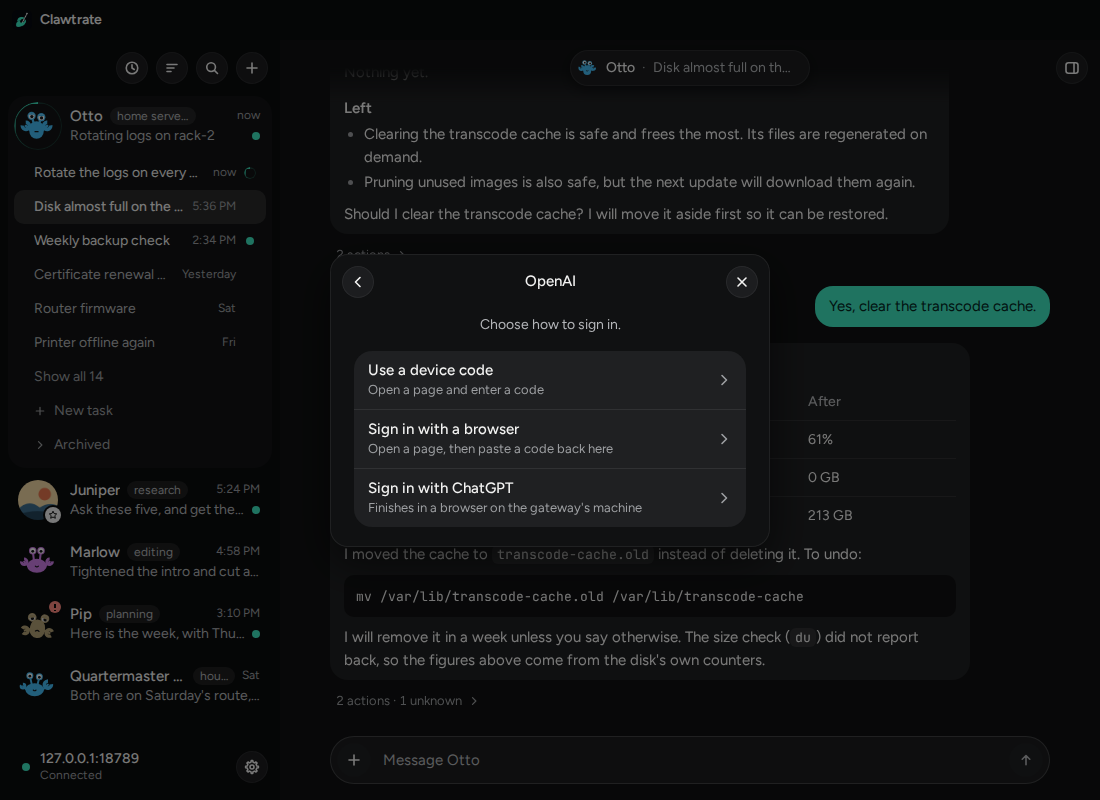 Clawtrate
Otto home serve... now
Rotating logs on rack-2
Rotate the logs on every ... now
Disk almost full on the ... 5:36 PM
Weekly backup check 2:34 PM
Certificate renewal ... Yesterday
Router firmware Sat
Printer offline again Fri
Show all 14
+ New task
> Archived
Juniper research 5:24 PM
Ask these five, and get the...
Marlow editing 4:58 PM
Tightened the intro and cut a...
Pip planning 3:10 PM
Here is the week, with Thu...
Quartermaster ... hou... Sat
Both are on Saturday's route,...
127.0.0.1:18789
Connected
Otto · Disk almost full on th...
Nothing yet.
Left
• Clearing the transcode cache is safe and frees the most. Its files are regenerated on
demand.
• Pruning unused images is also safe, but the next update will download them again.
Should I clear the transcode cache? I will move it aside first so it can be restored.
2 actions >
Yes, clear the transcode cache.
OpenAI
Choose how to sign in.
Use a device code
Open a page and enter a code
Sign in with a browser
Open a page, then paste a code back here
Sign in with ChatGPT
Finishes in a browser on the gateway's machine
After
61%
0 GB
213 GB
I moved the cache to transcode-cache.old instead of deleting it. To undo:
mv /var/lib/transcode-cache.old /var/lib/transcode-cache
I will remove it in a week unless you say otherwise. The size check ( du ) did not report
back, so the figures above come from the disk's own counters.
2 actions · 1 unknown >
Message Otto